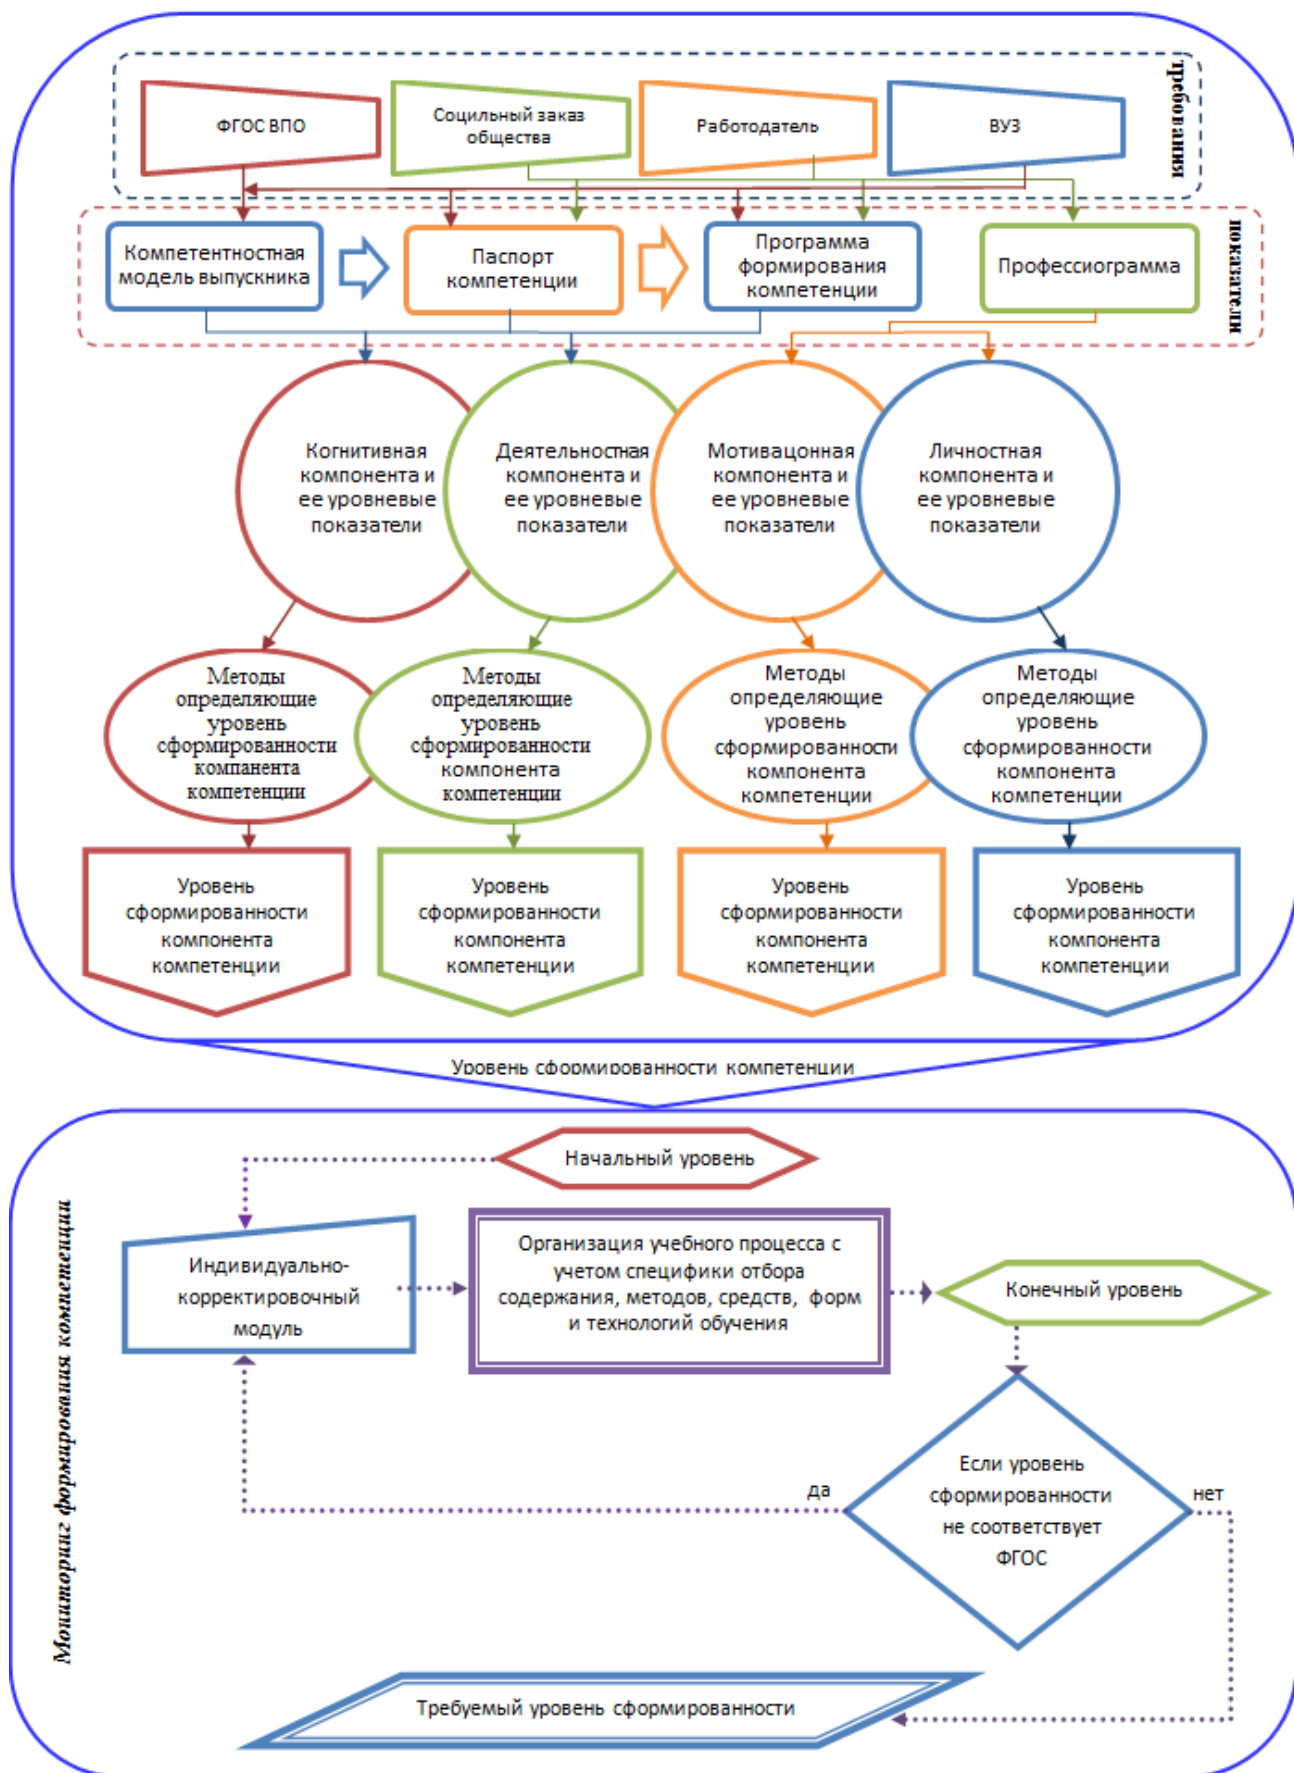 требования
ФГОС ВПО
Социльный заказ
общества
Работодатель
ВУЗ
показатели
Компетентностная
модель выпускника
Паспорт
компетенции
Программа
формирования
компетенции
Профессиограмма
Когнитивная
компонента и
ее уровневые
показатели
Деятельностная
компонента и
ее уровневые
показатели
Мотивацонная
компонента и
ее уровневые
показатели
Личностная
компонента и
ее уровневые
показатели
Методы
определяющие
уровень
сформированности
компанента
компетенции
Методы
определяющие
уровень
сформированности
компонента
компетенции
Методы
определяющие
уровень
сформированности
компонента
компетенции
Методы
определяющие
уровень
сформированности
компонента
компетенции
Уровень
сформированности
компонента
компетенции
Уровень
сформированности
компонента
компетенции
Уровень
сформированности
компонента
компетенции
Уровень
сформированности
компонента
компетенции
Уровень сформированности компетенции
Мониторинг формирования компетенции
Начальный уровень
Индивидуально-
корректировочный
модуль
Организация учебного процесса с
учетом специфики отбора
содержания, методов, средств, форм
и технологий обучения
Конечный уровень
Если уровень
сформированности
не соответствует
ФГОС
да
нет
Требуемый уровень сформированности